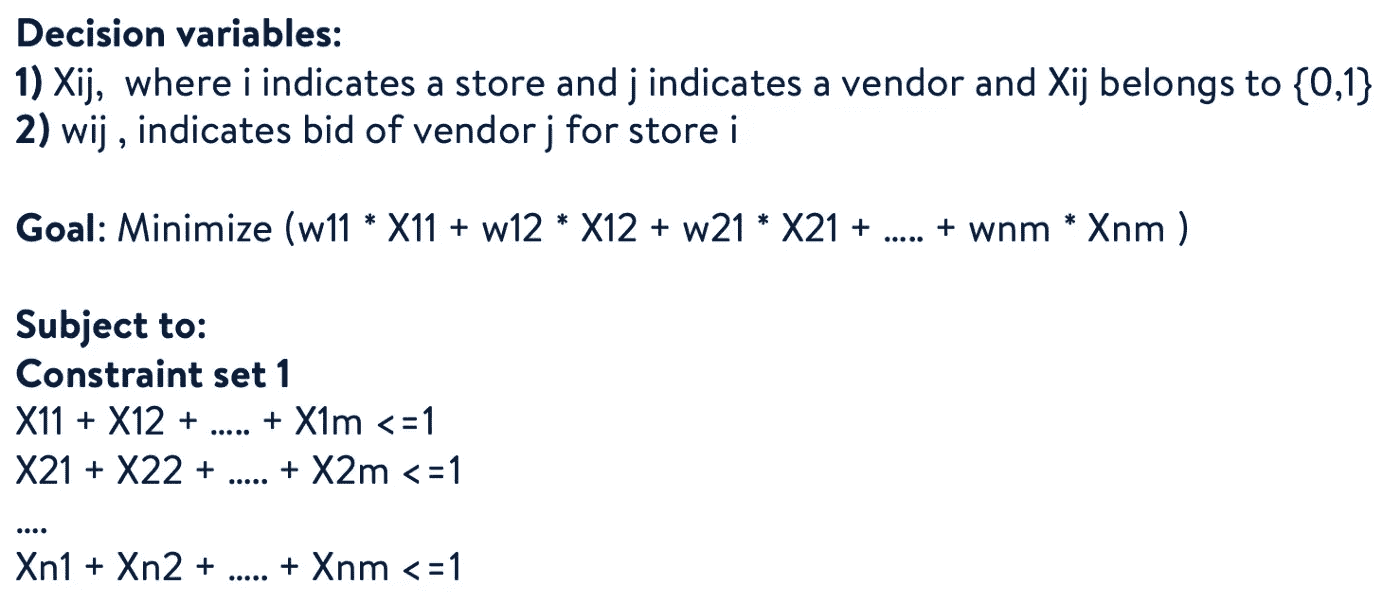 Decision variables:
1) Xij, where i indicates a store and j indicates a vendor and Xij belongs to {0,1}
2) wij , indicates bid of vendor j for store i
Goal: Minimize (w11 * X11 + w12 * X12 + w21 * X21 + ..... + wnm * Xnm )
Subject to:
Constraint set 1
X11 + X12 + ..... + X1m <=1
X21 + X22 + ..... + X2m <=1
....
Xn1 + Xn2 + ..... + Xnm <=1